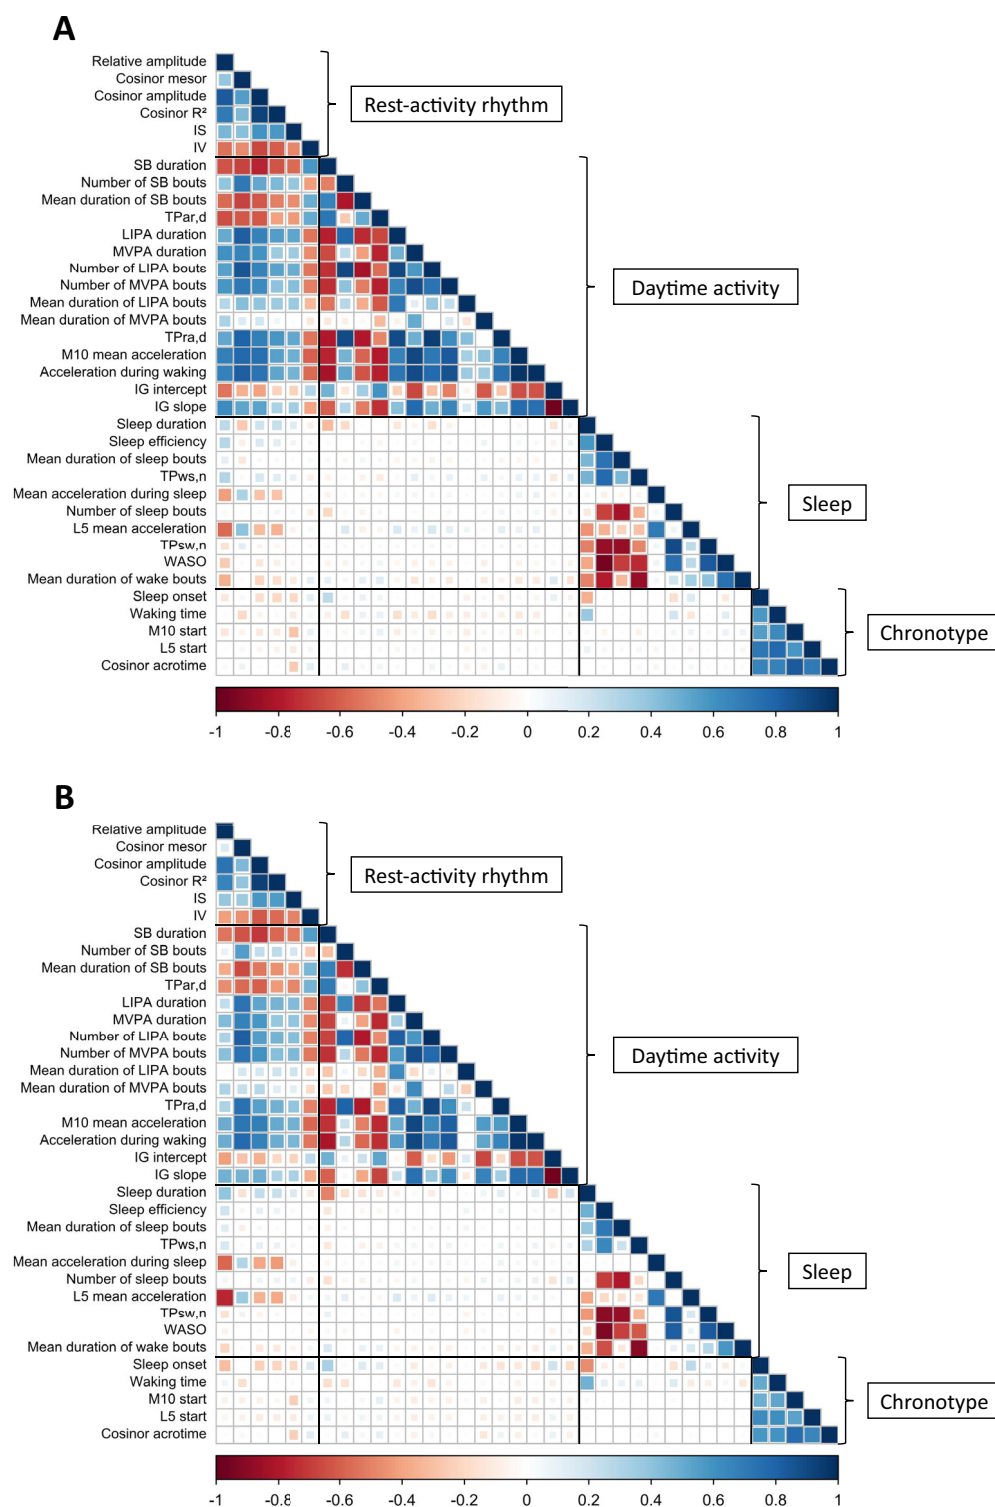 A
Relative amplitude
Cosinor mesor
Cosinor amplitude
Cosinor R²
IS
IV
Rest-activity rhythm
SB duration
Number of SB bouts
Mean duration of SB bouts
TPar,d
LIPA duration
MVPA duration
Number of LIPA bouts
Number of MVPA bouts
Mean duration of LIPA bouts
Mean duration of MVPA bouts
TPra,d
M10 mean acceleration
Acceleration during waking
IG intercept
IG slope
Daytime activity
Sleep duration
Sleep efficiency
Mean duration of sleep bouts
TPws,n
Mean acceleration during sleep
Number of sleep bouts
L5 mean acceleration
TPsw,n
WASO
Mean duration of wake bouts
Sleep
Sleep onset
Waking time
M10 start
L5 start
Cosinor acrotime
Chronotype
-1 -0.8 -0.6 -0.4 -0.2 0 0.2 0.4 0.6 0.8 1
B
Relative amplitude
Cosinor mesor
Cosinor amplitude
Cosinor R²
IS
IV
Rest-activity rhythm
SB duration
Number of SB bouts
Mean duration of SB bouts
TPar,d
LIPA duration
MVPA duration
Number of LIPA bouts
Number of MVPA bouts
Mean duration of LIPA bouts
Mean duration of MVPA bouts
TPra,d
M10 mean acceleration
Acceleration during waking
IG intercept
IG slope
Daytime activity
Sleep duration
Sleep efficiency
Mean duration of sleep bouts
TPws,n
Mean acceleration during sleep
Number of sleep bouts
L5 mean acceleration
TPsw,n
WASO
Mean duration of wake bouts
Sleep
Sleep onset
Waking time
M10 start
L5 start
Cosinor acrotime
Chronotype
-1 -0.8 -0.6 -0.4 -0.2 0 0.2 0.4 0.6 0.8 1